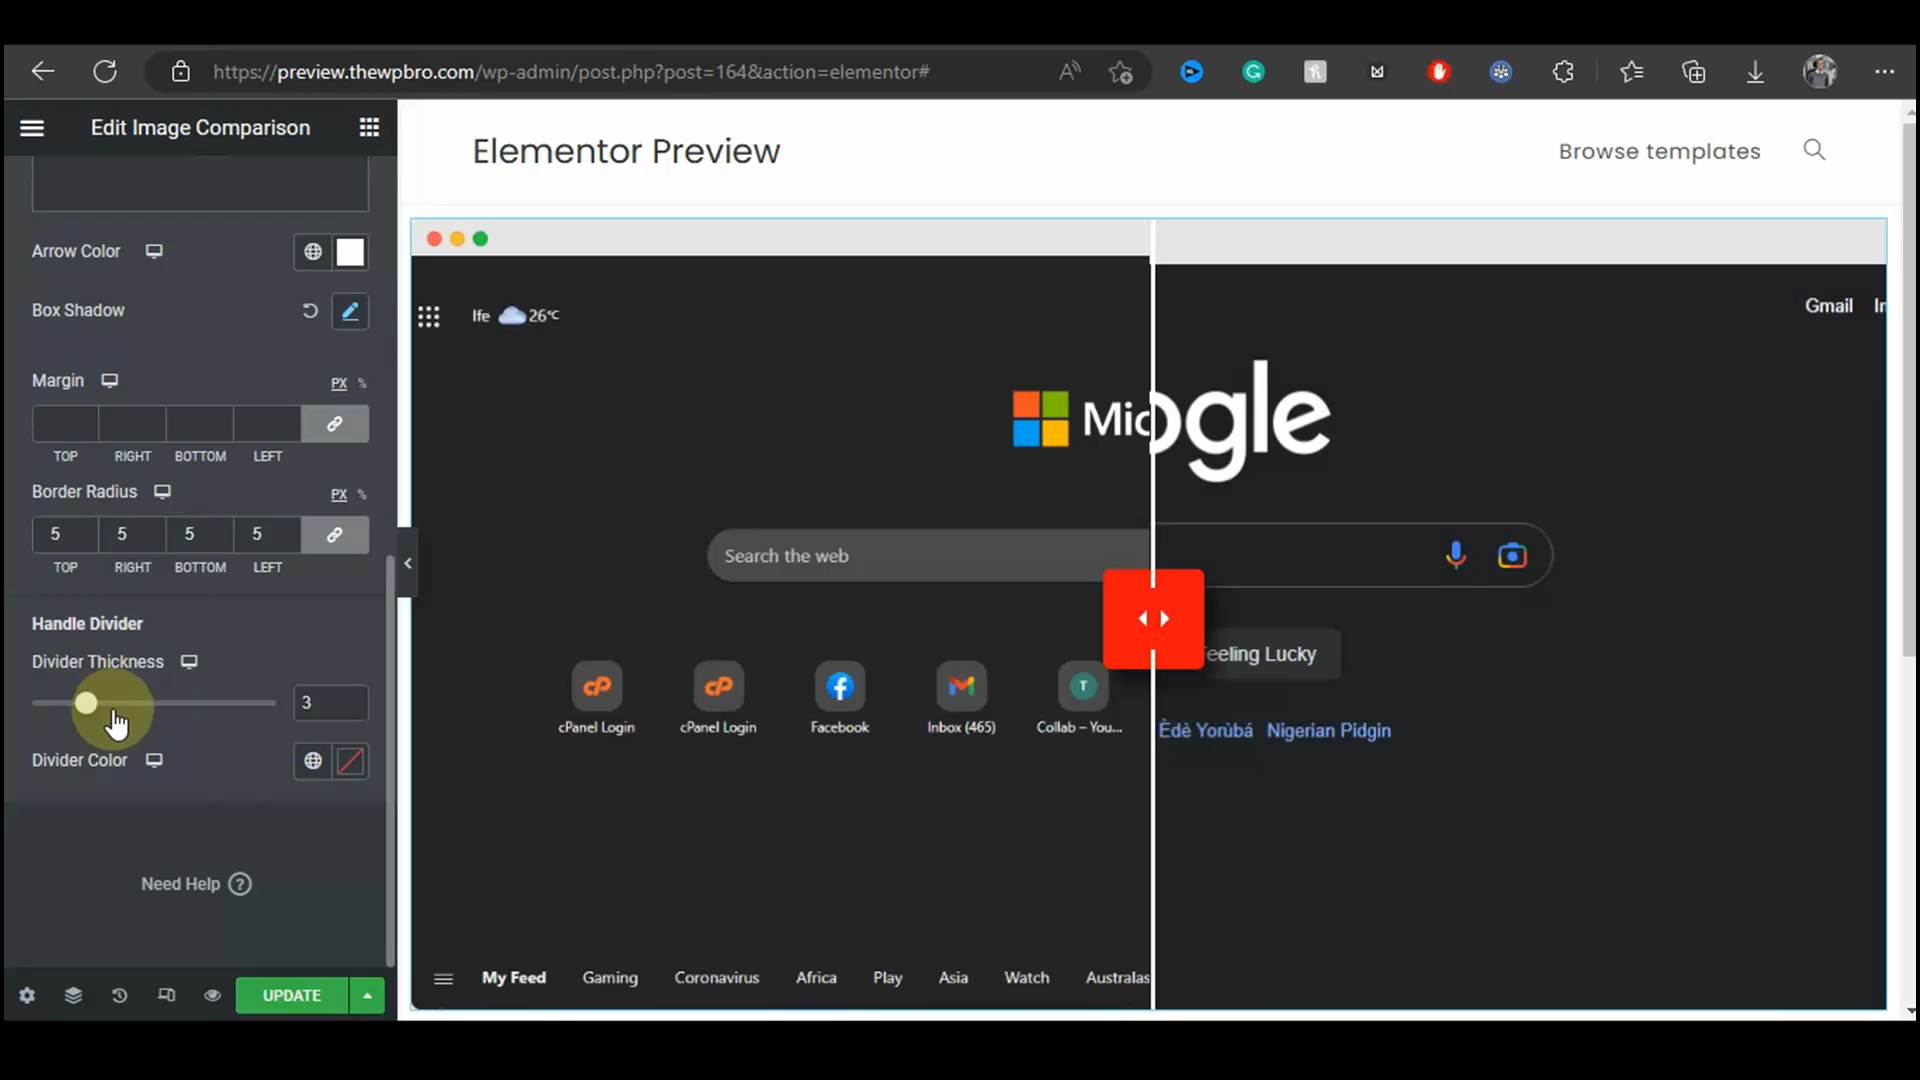 https://preview.thewpbro.com/wp-admin/post.php?post=164&action=elementor#
Edit Image Comparison
Arrow Color
Box Shadow
Margin
PX %
TOP RIGHT BOTTOM LEFT
Border Radius
PX %
5 5 5 5
TOP RIGHT BOTTOM LEFT
Handle Divider
Divider Thickness
3
Divider Color
Need Help ?
UPDATE
Elementor Preview
Browse templates
Ife 26°C
Gmail
Mic
ogle
Search the web
eeling Lucky
cPanel Login cPanel Login Facebook Inbox (465) Collab – You...
Èdè Yorùbá Nigerian Pidgin
My Feed Gaming Coronavirus Africa Play Asia Watch Australas